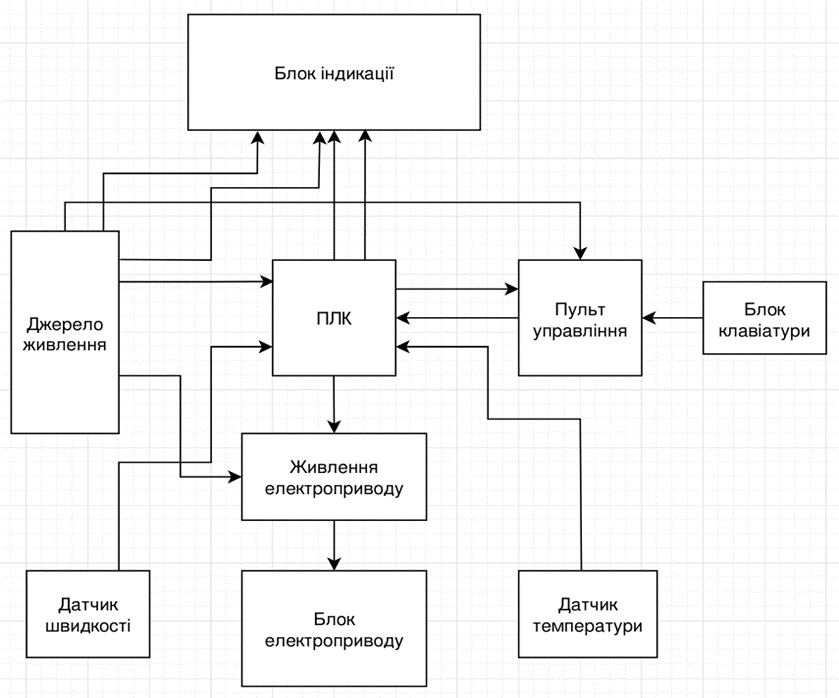 Блок індикації
Джерело
живлення
ПЛК
Пульт
управління
Блок
клавіатури
Живлення
електроприводу
Датчик
швидкості
Блок
електроприводу
Датчик
температури